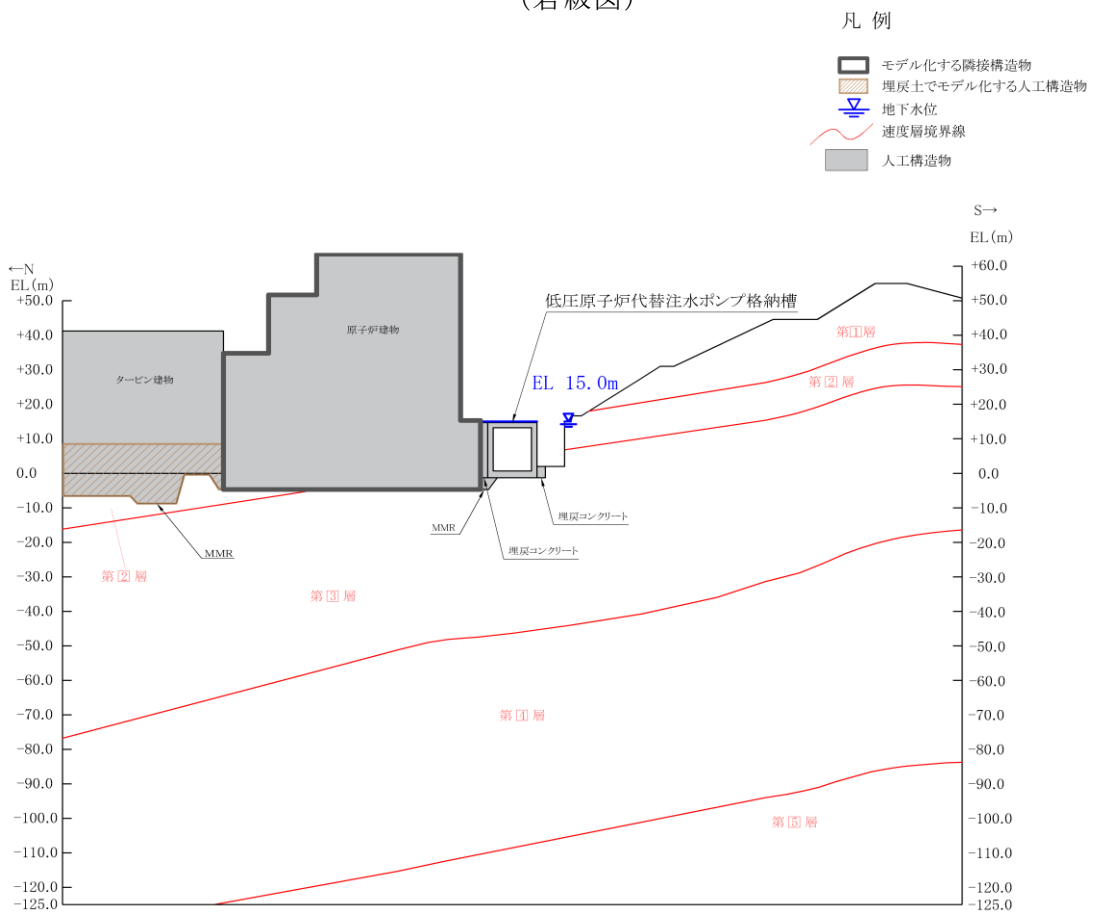 (岩級図)
凡 例
モデル化する隣接構造物
埋戻土でモデル化する人工構造物
地下水位
速度層境界線
人工構造物
S→
EL(m)
←N
EL(m)
+60.0
+50.0
+40.0
+30.0
+20.0
+10.0
0.0
-10.0
-20.0
-30.0
-40.0
-50.0
-60.0
-70.0
-80.0
-90.0
-100.0
-110.0
-120.0
-125.0
+50.0
+40.0
+30.0
+20.0
+10.0
0.0
-10.0
-20.0
-30.0
-40.0
-50.0
-60.0
-70.0
-80.0
-90.0
-100.0
-110.0
-120.0
-125.0
低圧原子炉代替注水ポンプ格納槽
原子炉建物
タービン建物
EL 15.0m
第1層
第2層
埋戻コンクリート
MMR
埋戻コンクリート
MMR
第2層
第3層
第4層
第5層